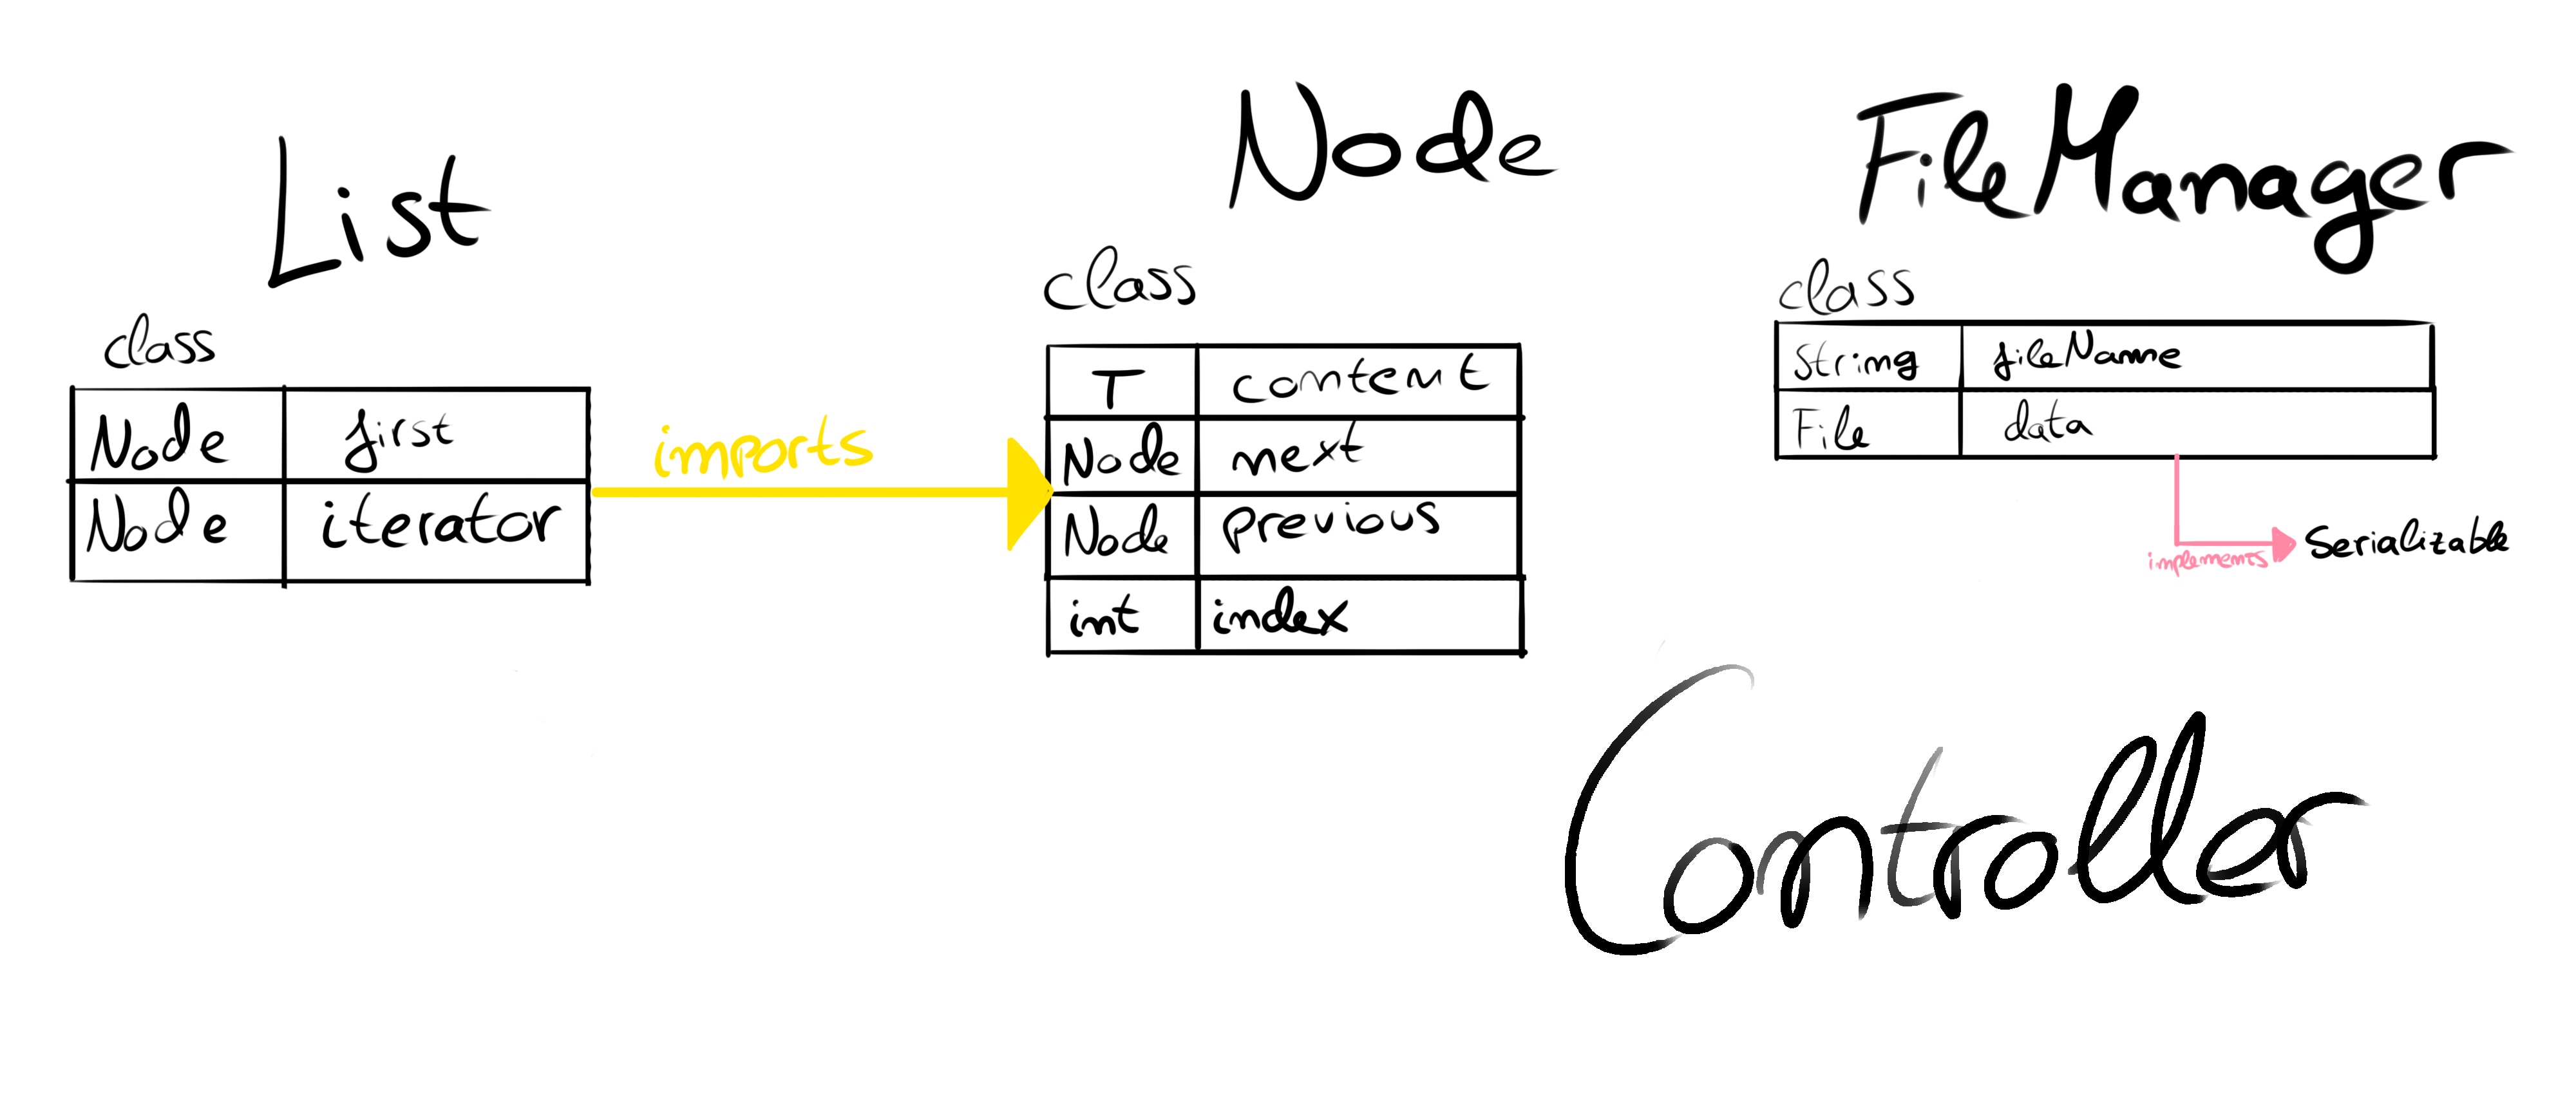 List
class
Node first
Node iterator
imports
Node
class
T content
Node next
Node previous
int index
FileManager
class
String fileName
File data
implements
Serializable
Controller